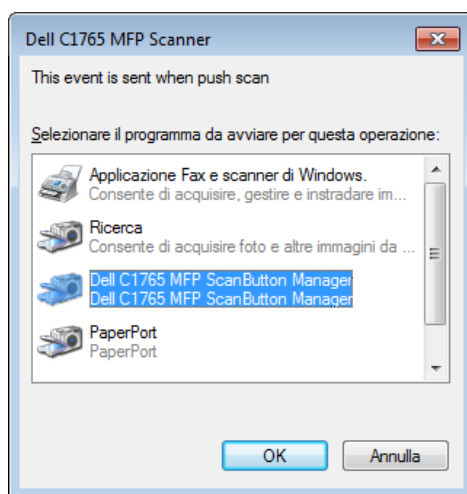 Dell C1765 MFP Scanner
This event is sent when push scan
Selezionare il programma da avviare per questa operazione:
Applicazione Fax e scanner di Windows.
Consente di acquisire, gestire e instradare im...
Ricerca
Consente di acquisire foto e altre immagini da ...
Dell C1765 MFP ScanButton Manager
Dell C1765 MFP ScanButton Manager
PaperPort
PaperPort
OK
Annulla